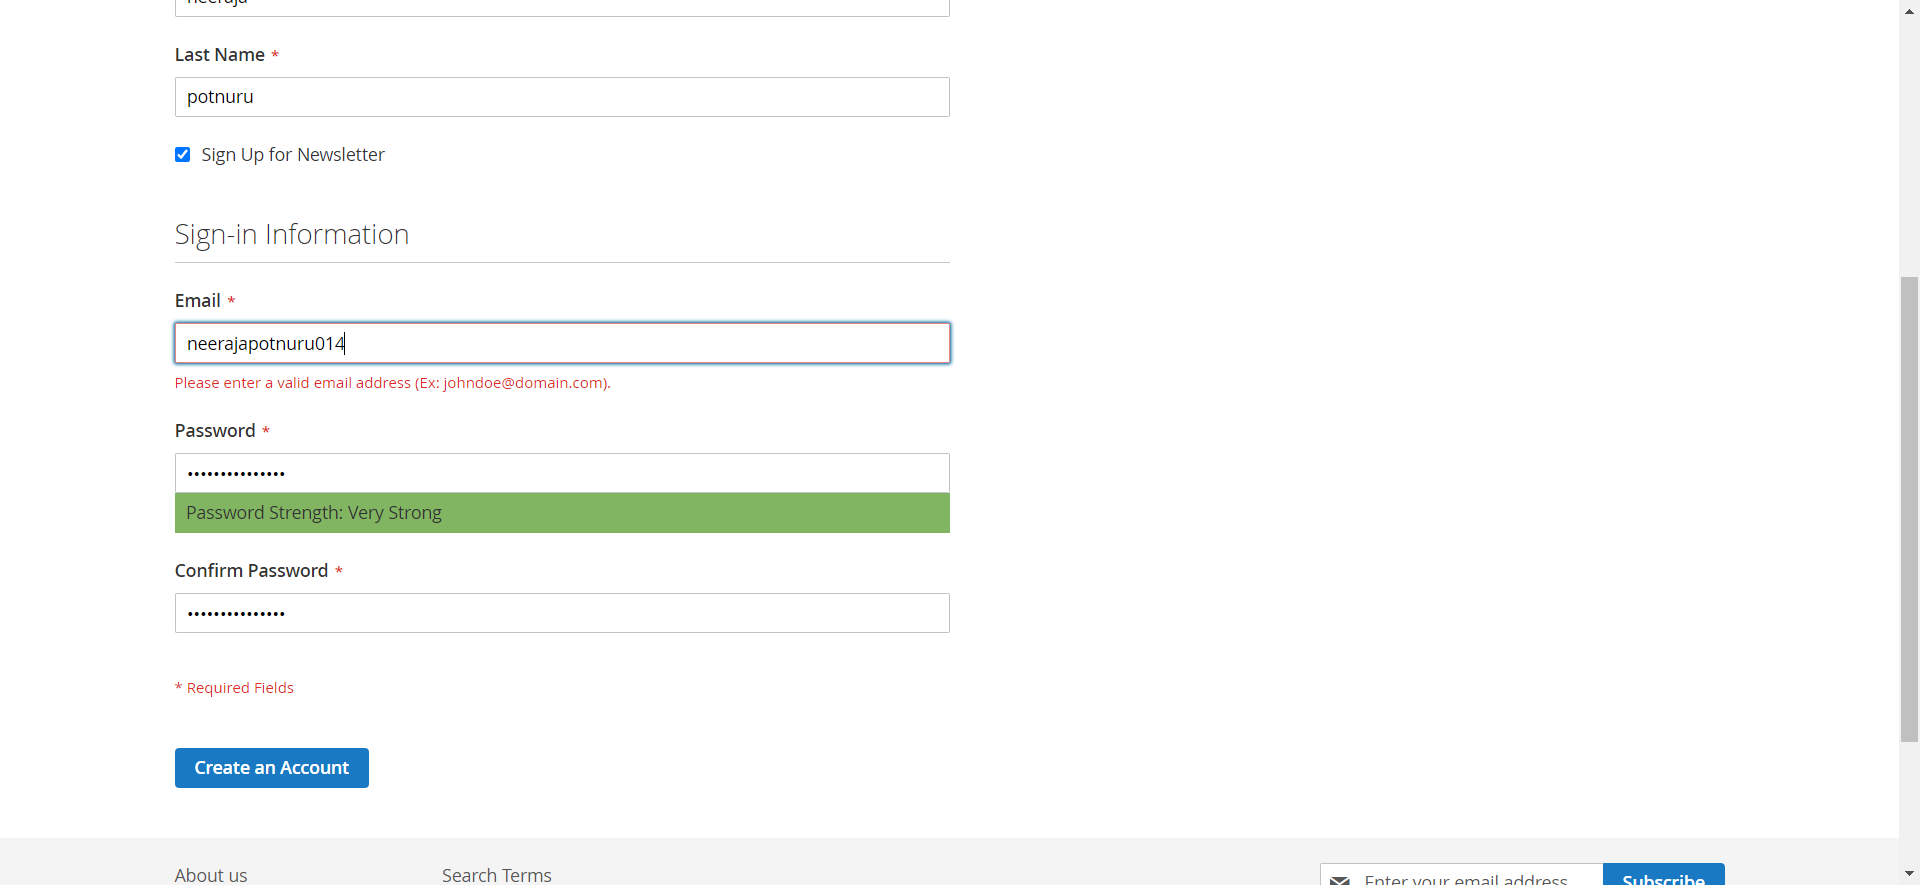 neeraja
Last Name *
potnuru
Sign Up for Newsletter
Sign-in Information
Email *
neerajapotnuru014
Please enter a valid email address (Ex: johndoe@domain.com).
Password *
•••••••••••••••
Password Strength: Very Strong
Confirm Password *
•••••••••••••••
* Required Fields
Create an Account
About us
Search Terms
Enter your email address
Subscribe